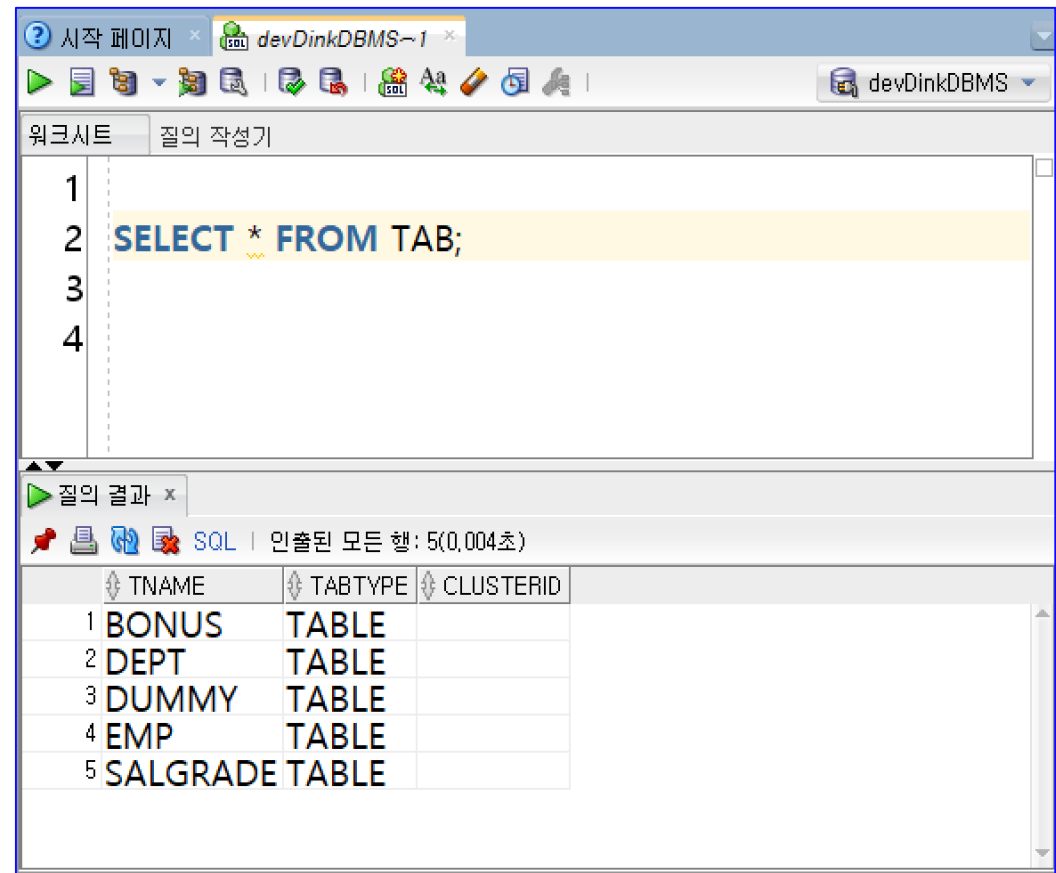 시작 페이지 devDinkDBMS~1
devDinkDBMS
워크시트 질의 작성기
1
2 SELECT * FROM TAB;
3
4
질의 결과 x
SQL | 인출된 모든 행: 5(0,004초)
TNAME TABTYPE CLUSTERID
1 BONUS TABLE
2 DEPT TABLE
3 DUMMY TABLE
4 EMP TABLE
5 SALGRADE TABLE